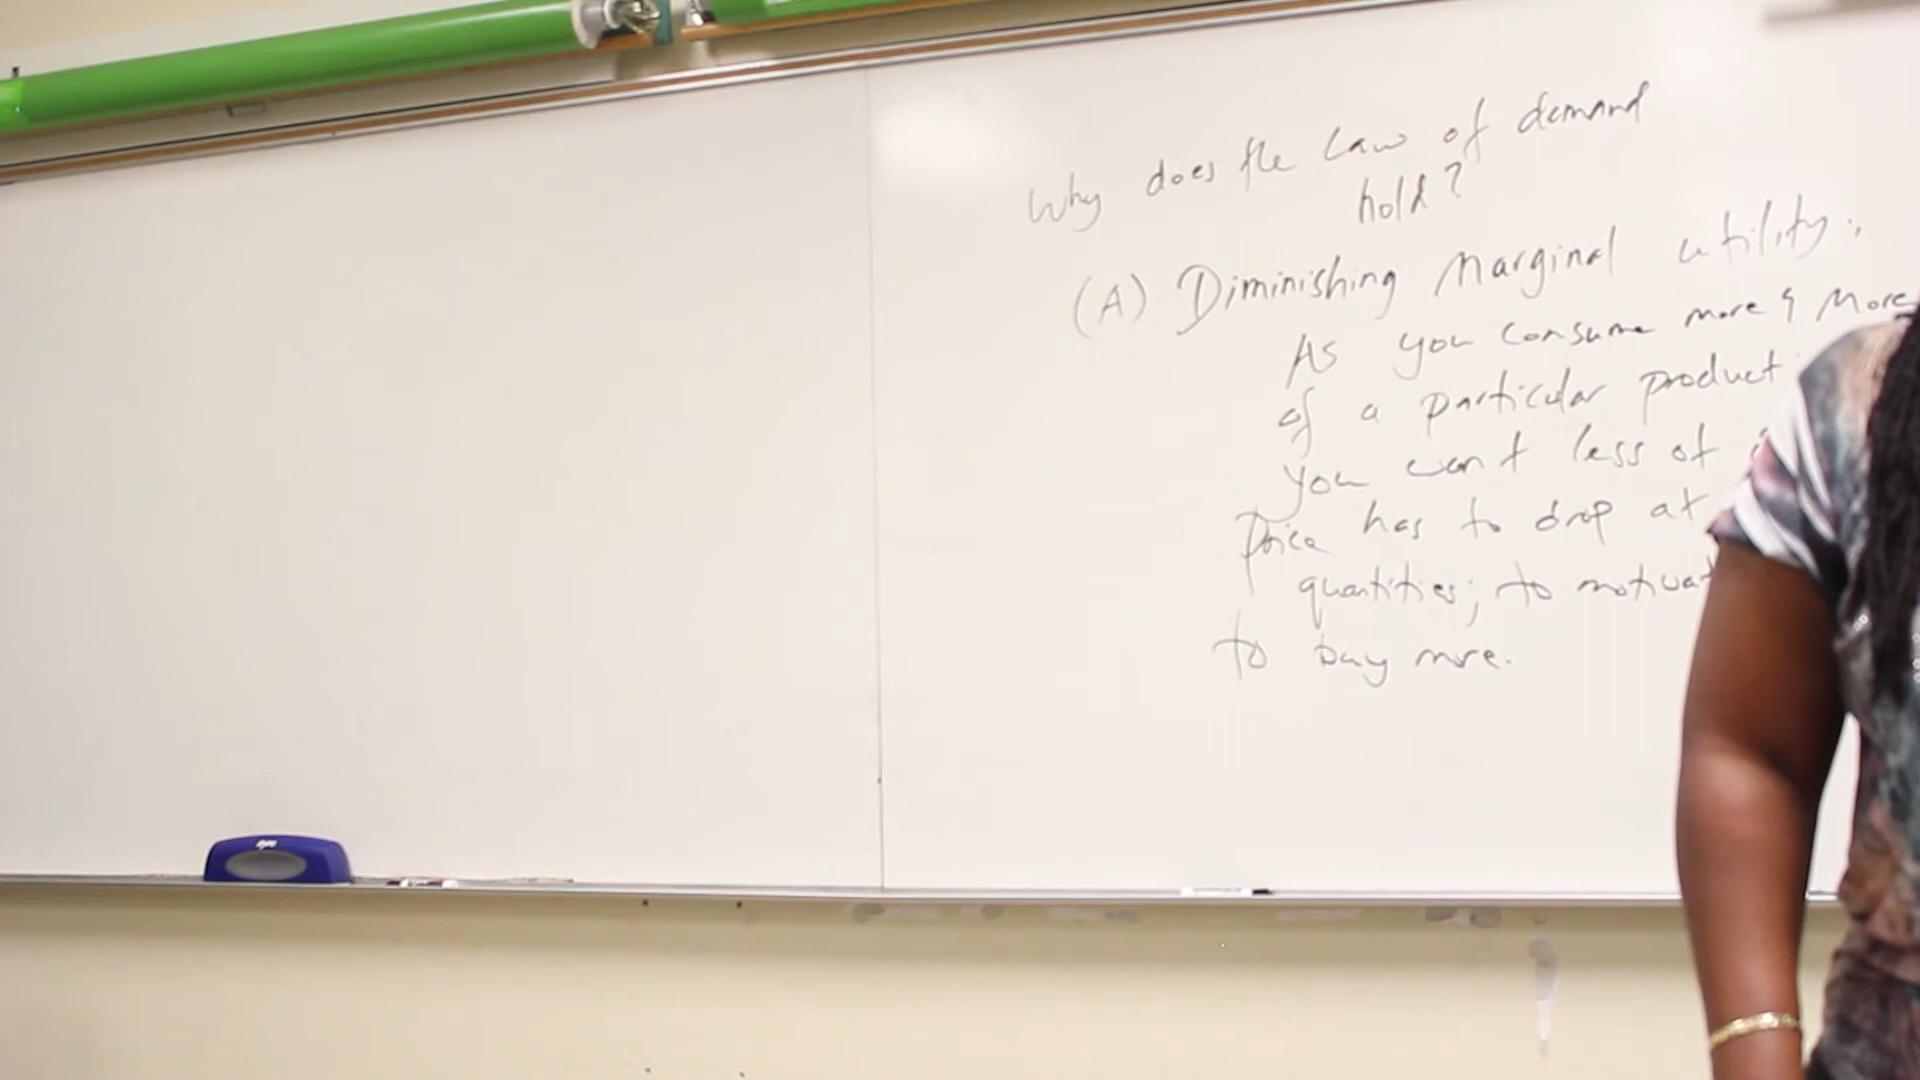 Why does the Law of demand
hold?
(A) Diminishing Marginal utility:
As you consume more & More
of a particular product
you want less of
Price has to drop at
quantities; to motivat
to buy more.
expo